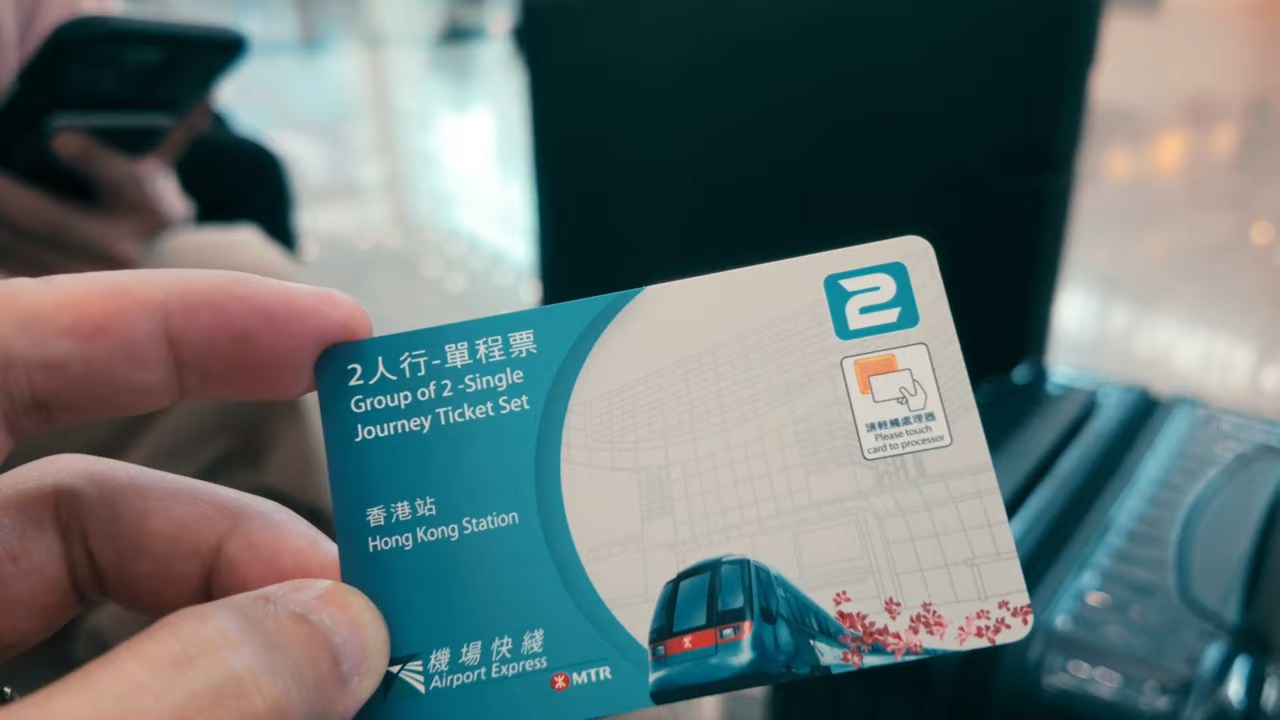 2人行-單程票
Group of 2 -Single
Journey Ticket Set
香港站
Hong Kong Station
機場快綫
Airport Express
MTR
2
請輕觸處理器
Please touch
card to processor